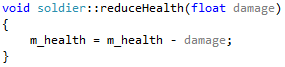 void soldier::reduceHealth(float damage)
{
    m_health = m_health - damage;
}